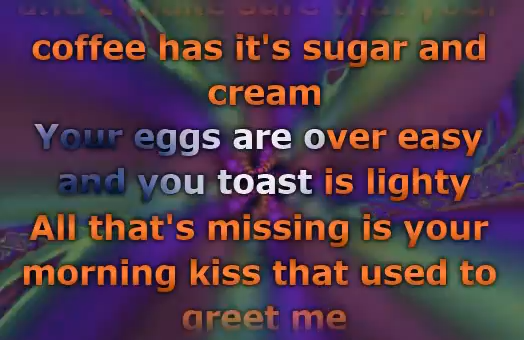 coffee has it's sugar and
cream
Your eggs are over easy
and you toast is lighty
All that's missing is your
morning kiss that used to
greet me